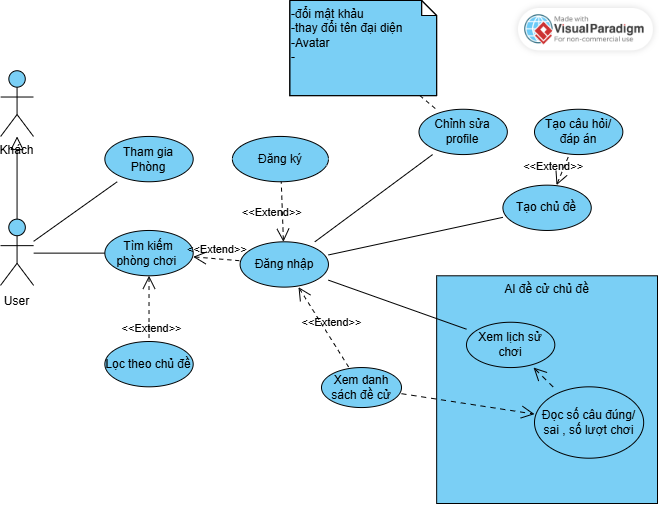 -đổi mật khẩu
-thay đổi tên đại diện
-Avatar
-
Made with
Visual Paradigm
For non-commercial use
Khách
User
Tham gia
Phòng
Đăng ký
Chỉnh sửa
profile
Tạo câu hỏi/
đáp án
<<Extend>>
Tạo chủ đề
<<Extend>>
Tìm kiếm
phòng chơi
<<Extend>>
Đăng nhập
<<Extend>>
Lọc theo chủ đề
<<Extend>>
Xem danh
sách đề cử
AI đề cử chủ đề
Xem lịch sử
chơi
Đọc số câu đúng/
sai , số lượt chơi